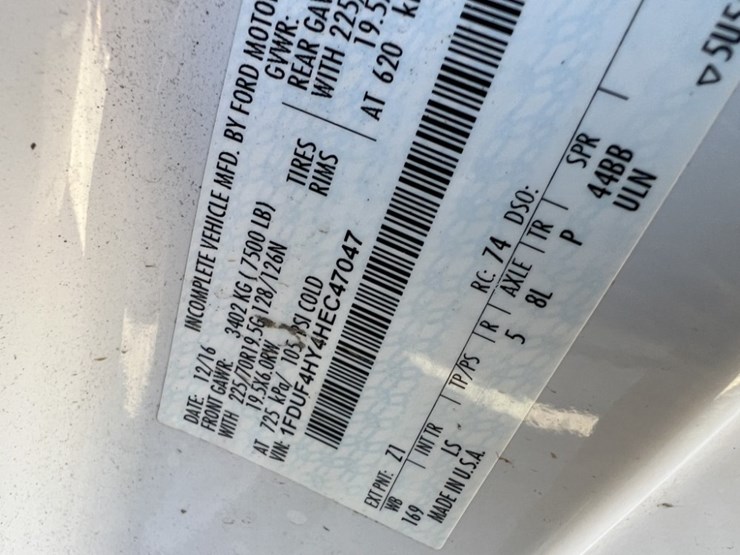 INCOMPLETE VEHICLE MFD. BY FORD MOTO
DATE: 12/16 GVWR:
FRONT GAWR: 3402 KG ( 7500 LB) REAR GAW
WITH 225/70R19.5G 128/126N TIRES WITH 225
19.5X6.0RW RIMS 19.5
AT 725 kPa/ 105 PSI COLD AT 620 k
VIN: 1FDUF4HY4HEC47047
EXT PNT: Z1 RC: 74 DSO:
WB INT TR TP/PS R AXLE TR SPR
169 LS 5 8L P 44BB
ULN
MADE IN U.S.A.